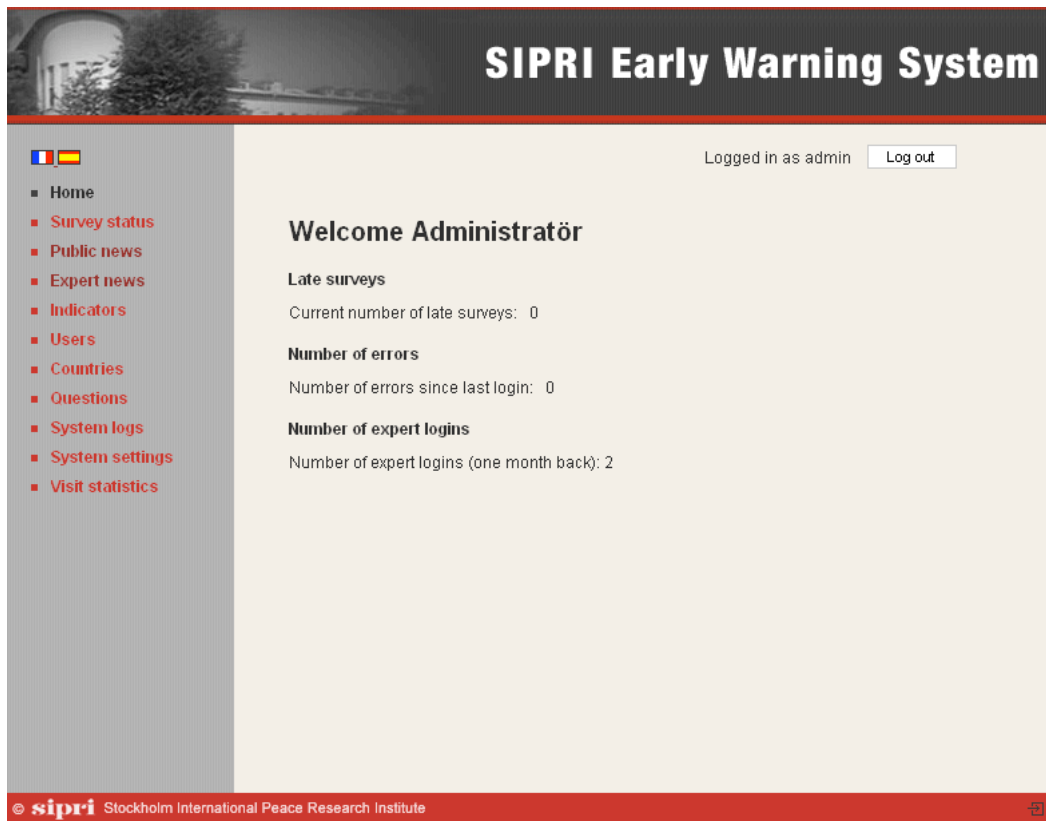 SIPRI Early Warning System
Logged in as admin Log out
Home
Survey status
Public news
Expert news
Indicators
Users
Countries
Questions
System logs
System settings
Visit statistics
Welcome Administratör
Late surveys
Current number of late surveys: 0
Number of errors
Number of errors since last login: 0
Number of expert logins
Number of expert logins (one month back): 2
© sipri Stockholm International Peace Research Institute